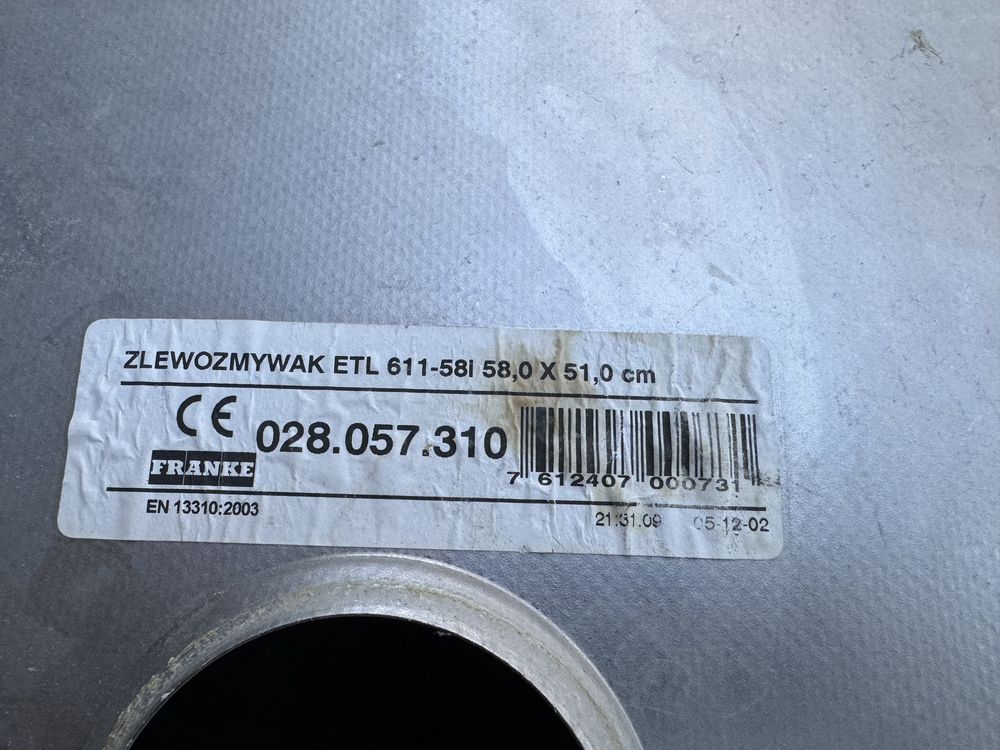 ZLEWOZMYWAK ETL 611-58i 58,0 X 51,0 cm
CE
028.057.310
FRANKE
7 612407 000731
EN 13310:2003
21:31.09 05-12-02